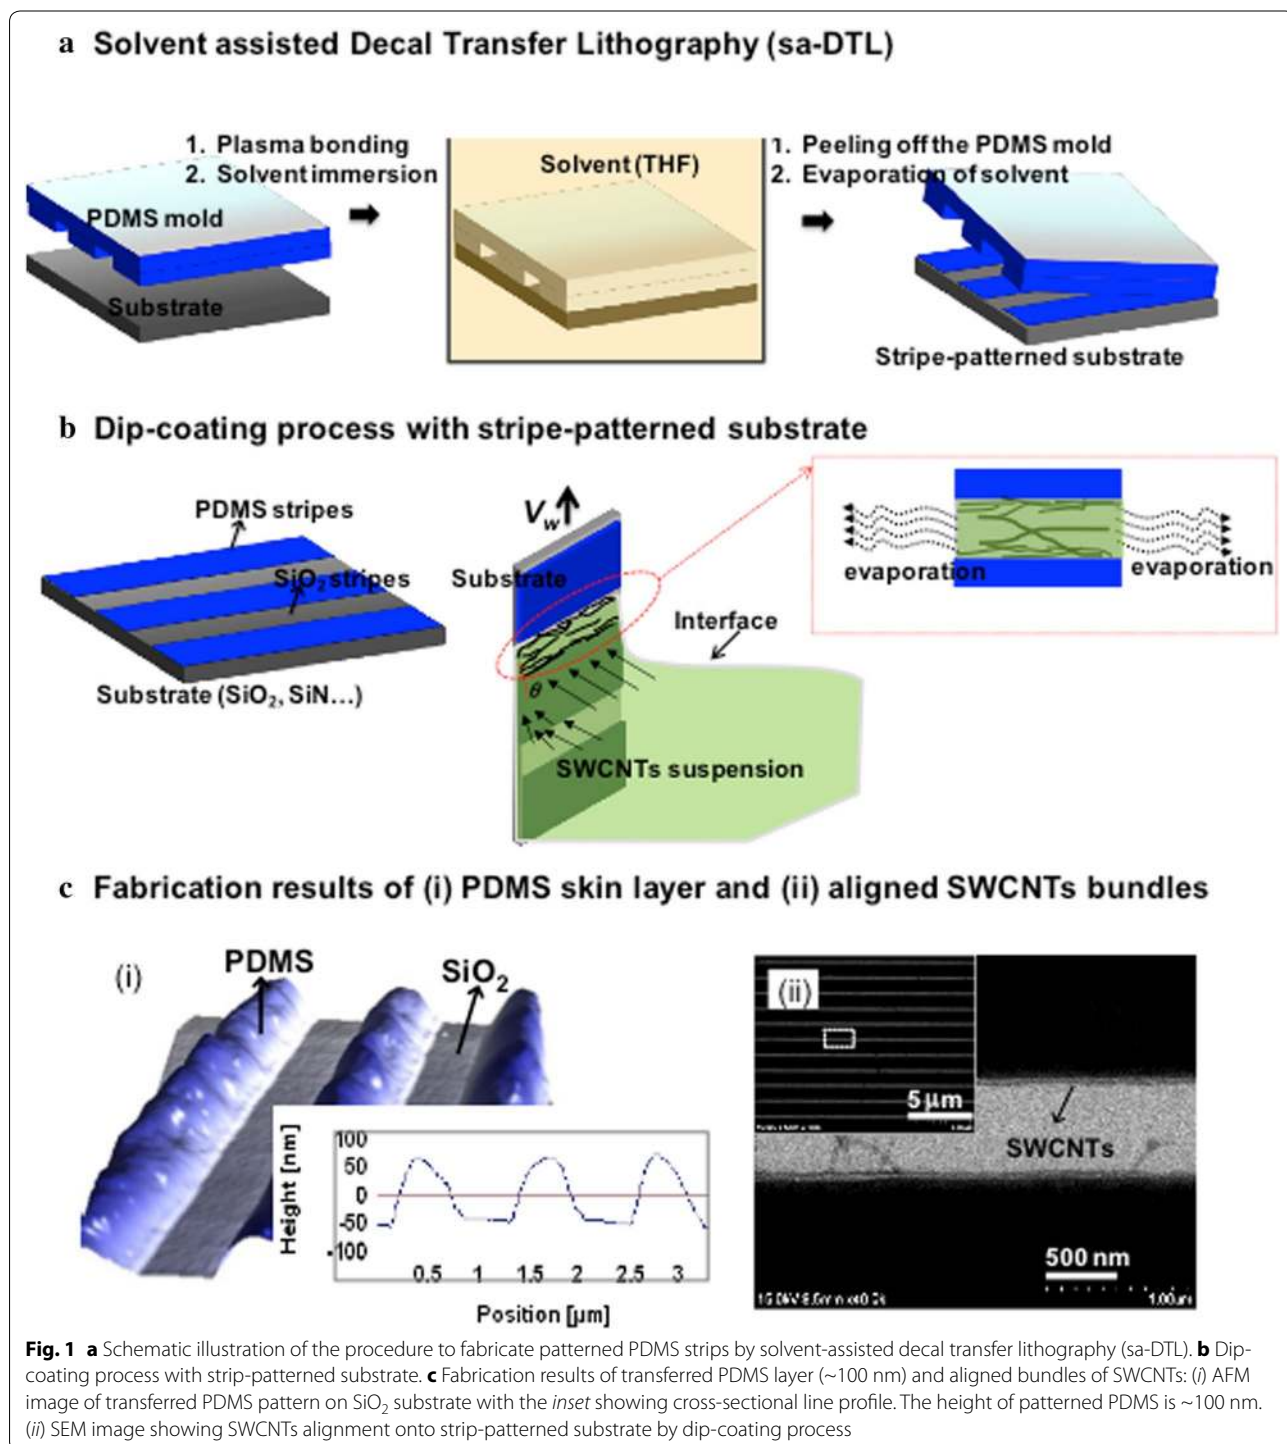 a Solvent assisted Decal Transfer Lithography (sa-DTL)
1. Plasma bonding
2. Solvent immersion
PDMS mold
Substrate
Solvent (THF)
1. Peeling off the PDMS mold
2. Evaporation of solvent
Stripe-patterned substrate
b Dip-coating process with stripe-patterned substrate
PDMS stripes
SiO₂ stripes
Substrate (SiO₂, SiN...)
Vw
Substrate
θ
Interface
SWCNTs suspension
evaporation
evaporation
c Fabrication results of (i) PDMS skin layer and (ii) aligned SWCNTs bundles
(i)
PDMS
SiO₂
Height [nm]
100
50
0
-50
-100
0.5 1 1.5 2 2.5 3
Position [μm]
(ii)
5 μm
SWCNTs
500 nm
1.00μm
Fig. 1 a Schematic illustration of the procedure to fabricate patterned PDMS strips by solvent-assisted decal transfer lithography (sa-DTL). b Dip-
coating process with strip-patterned substrate. c Fabrication results of transferred PDMS layer (~100 nm) and aligned bundles of SWCNTs: (i) AFM
image of transferred PDMS pattern on SiO₂ substrate with the inset showing cross-sectional line profile. The height of patterned PDMS is ~100 nm.
(ii) SEM image showing SWCNTs alignment onto strip-patterned substrate by dip-coating process